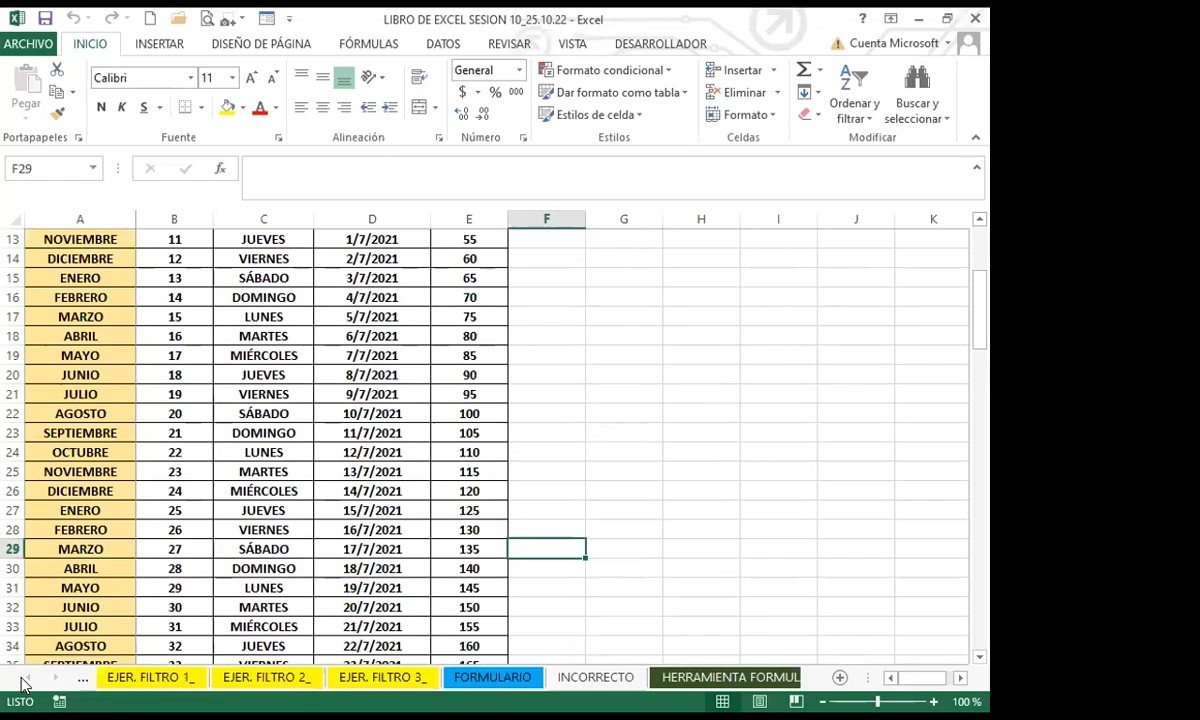 LIBRO DE EXCEL SESION 10_25.10.22 - Excel
ARCHIVO INICIO INSERTAR DISEÑO DE PÁGINA FÓRMULAS DATOS REVISAR VISTA DESARROLLADOR Cuenta Microsoft
Pegar
Calibri 11
N K S
General
$ % 000
Formato condicional
Dar formato como tabla
Estilos de celda
Insertar
Eliminar
Formato
Ordenar y filtrar
Buscar y seleccionar
Portapapeles Fuente Alineación Número Estilos Celdas Modificar
F29 fx
A B C D E F G H I J K
13 NOVIEMBRE 11 JUEVES 1/7/2021 55
14 DICIEMBRE 12 VIERNES 2/7/2021 60
15 ENERO 13 SÁBADO 3/7/2021 65
16 FEBRERO 14 DOMINGO 4/7/2021 70
17 MARZO 15 LUNES 5/7/2021 75
18 ABRIL 16 MARTES 6/7/2021 80
19 MAYO 17 MIÉRCOLES 7/7/2021 85
20 JUNIO 18 JUEVES 8/7/2021 90
21 JULIO 19 VIERNES 9/7/2021 95
22 AGOSTO 20 SÁBADO 10/7/2021 100
23 SEPTIEMBRE 21 DOMINGO 11/7/2021 105
24 OCTUBRE 22 LUNES 12/7/2021 110
25 NOVIEMBRE 23 MARTES 13/7/2021 115
26 DICIEMBRE 24 MIÉRCOLES 14/7/2021 120
27 ENERO 25 JUEVES 15/7/2021 125
28 FEBRERO 26 VIERNES 16/7/2021 130
29 MARZO 27 SÁBADO 17/7/2021 135
30 ABRIL 28 DOMINGO 18/7/2021 140
31 MAYO 29 LUNES 19/7/2021 145
32 JUNIO 30 MARTES 20/7/2021 150
33 JULIO 31 MIÉRCOLES 21/7/2021 155
34 AGOSTO 32 JUEVES 22/7/2021 160
... EJER. FILTRO 1_ EJER. FILTRO 2_ EJER. FILTRO 3_ FORMULARIO INCORRECTO HERRAMIENTA FORMUL
LISTO 100 %